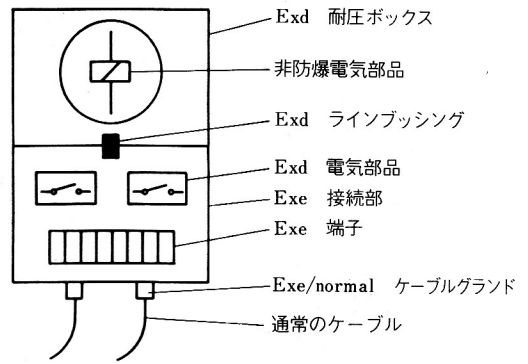 Exd 耐圧ボックス
非防爆電気部品
Exd ラインブッシング
Exd 電気部品
Exe 接続部
Exe 端子
Exe/normal ケーブルグランド
通常のケーブル